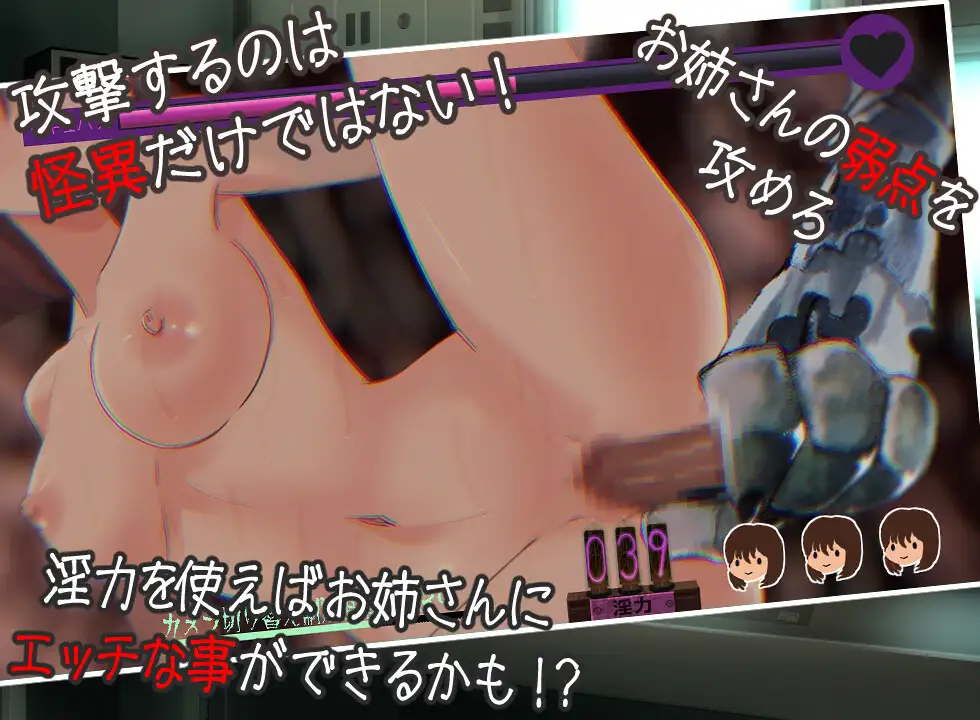 攻撃するのは
怪異だけではない！
お姉さんの弱点を
攻めろ
039
淫力
淫力を使えばお姉さんに
エッチな事ができるかも！？